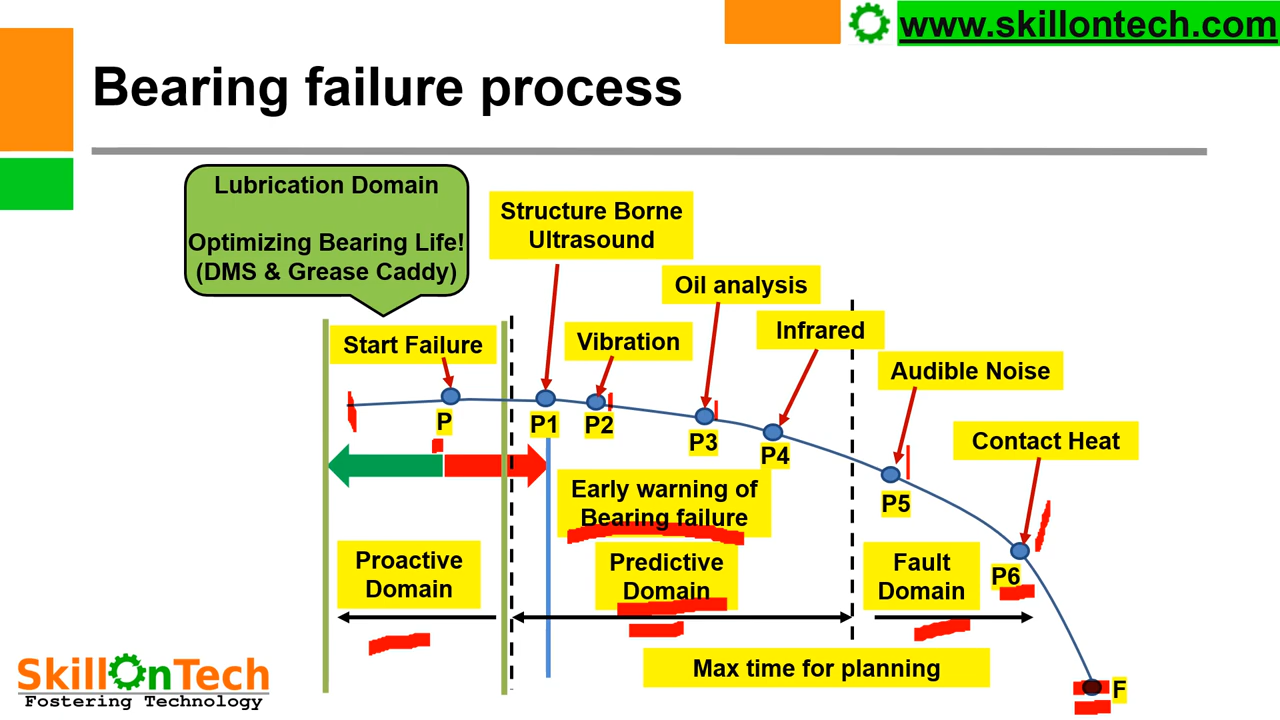 www.skillontech.com
Bearing failure process
Lubrication Domain
Optimizing Bearing Life!
(DMS & Grease Caddy)
Structure Borne
Ultrasound
Oil analysis
Infrared
Vibration
Start Failure
Audible Noise
Contact Heat
P
P1
P2
P3
P4
P5
P6
F
Early warning of
Bearing failure
Proactive
Domain
Predictive
Domain
Fault
Domain
Max time for planning
SkillOnTech
Fostering Technology